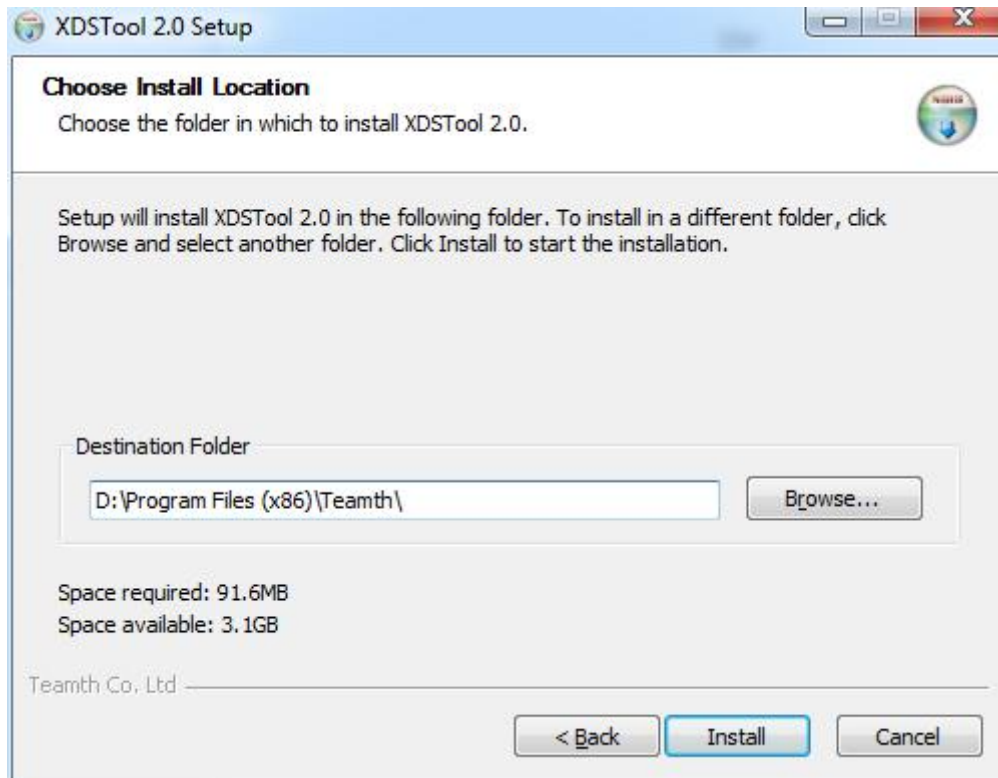 XDSTool 2.0 Setup
Choose Install Location
Choose the folder in which to install XDSTool 2.0.
Setup will install XDSTool 2.0 in the following folder. To install in a different folder, click
Browse and select another folder. Click Install to start the installation.
Destination Folder
D:\Program Files (x86)\Teamth\
Browse...
Space required: 91.6MB
Space available: 3.1GB
Teamth Co. Ltd
< Back
Install
Cancel